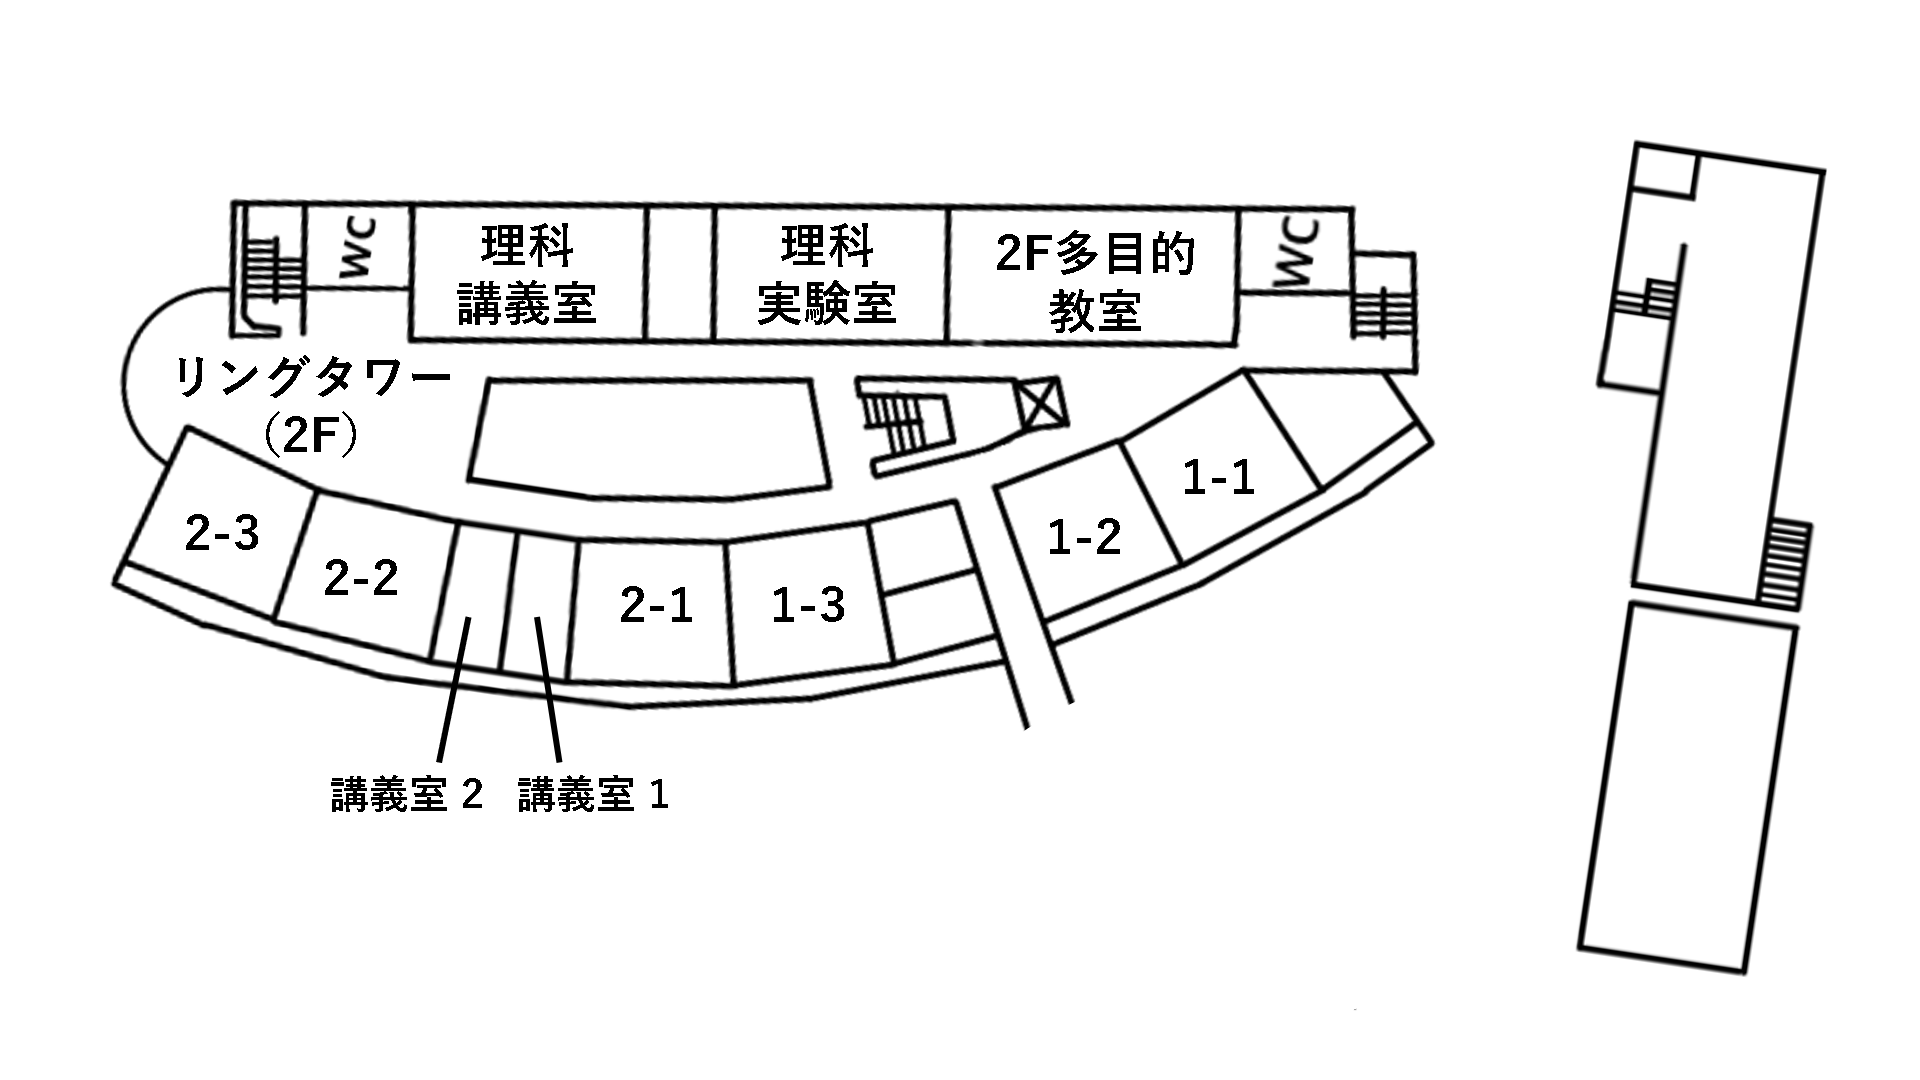 WC
理科
講義室
理科
実験室
2F多目的
教室
WC
リングタワー
（2F）
2-3
2-2
2-1
1-3
1-2
1-1
講義室 2
講義室 1